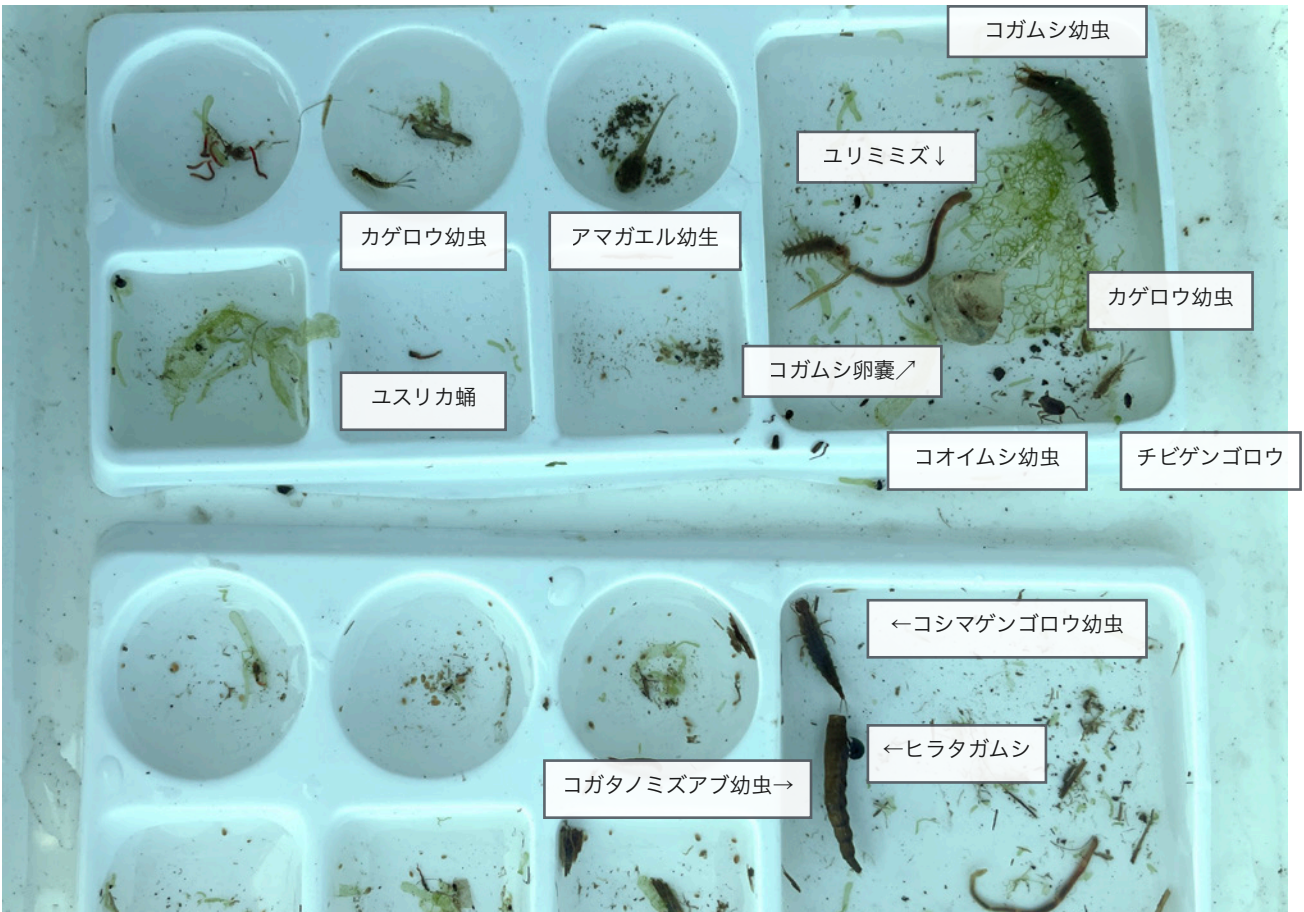 コガムシ幼虫
ユリミミズ↓
カゲロウ幼虫
アマガエル幼生
カゲロウ幼虫
コガムシ卵嚢↗
ユスリカ蛹
コオイムシ幼虫
チビゲンゴロウ
←コシマゲンゴロウ幼虫
←ヒラタガムシ
コガタノミズアブ幼虫→